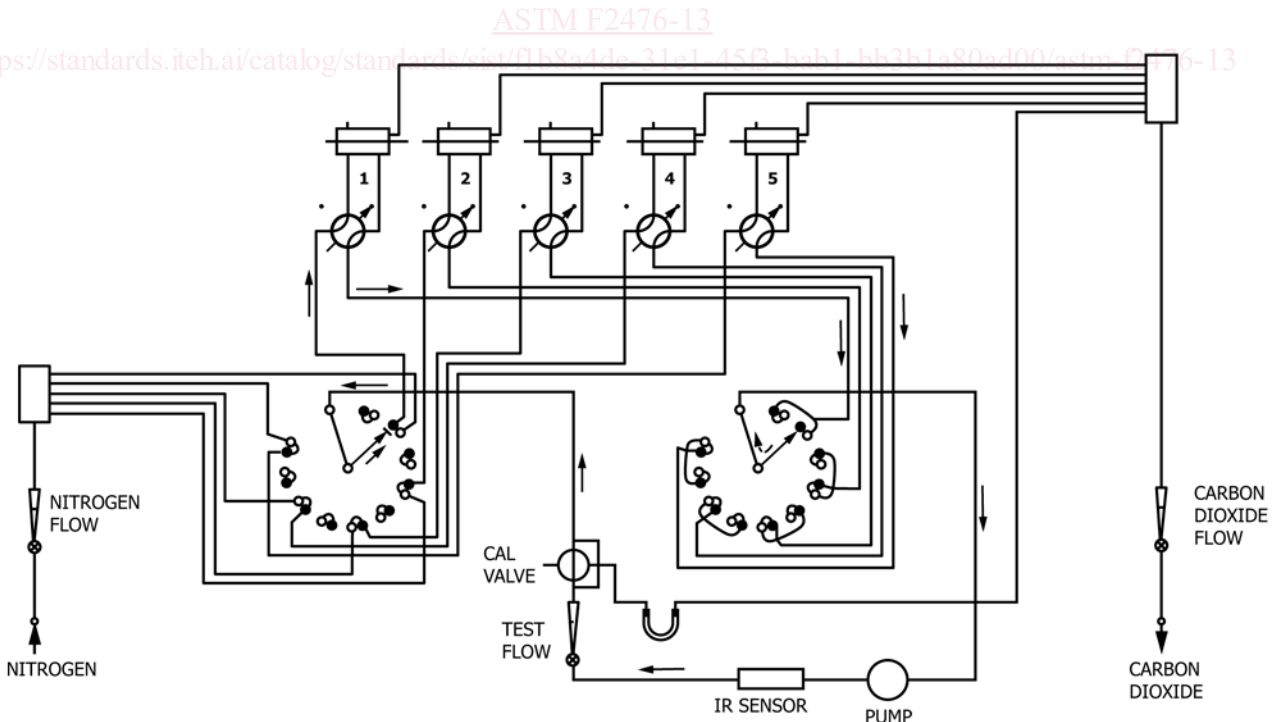 ASTM F2476-13
ps://standards.iteh.ai/catalog/standards/sist/f1b8a4de-31e1-45f3-bab1-bb3b1a80ad00/astm-f2476-13
1
2
3
4
5
NITROGEN
FLOW
NITROGEN
CAL
VALVE
TEST
FLOW
IR SENSOR
PUMP
CARBON
DIOXIDE
FLOW
CARBON
DIOXIDE